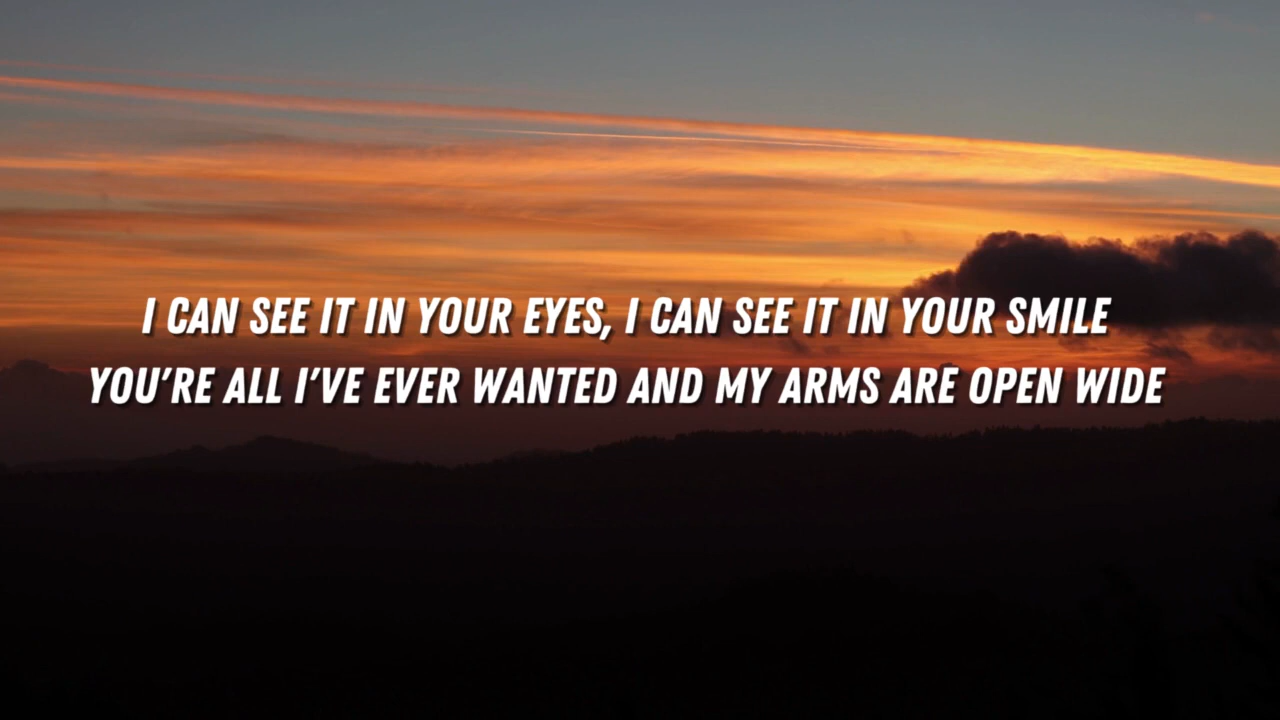 I CAN SEE IT IN YOUR EYES, I CAN SEE IT IN YOUR SMILE
YOU'RE ALL I'VE EVER WANTED AND MY ARMS ARE OPEN WIDE